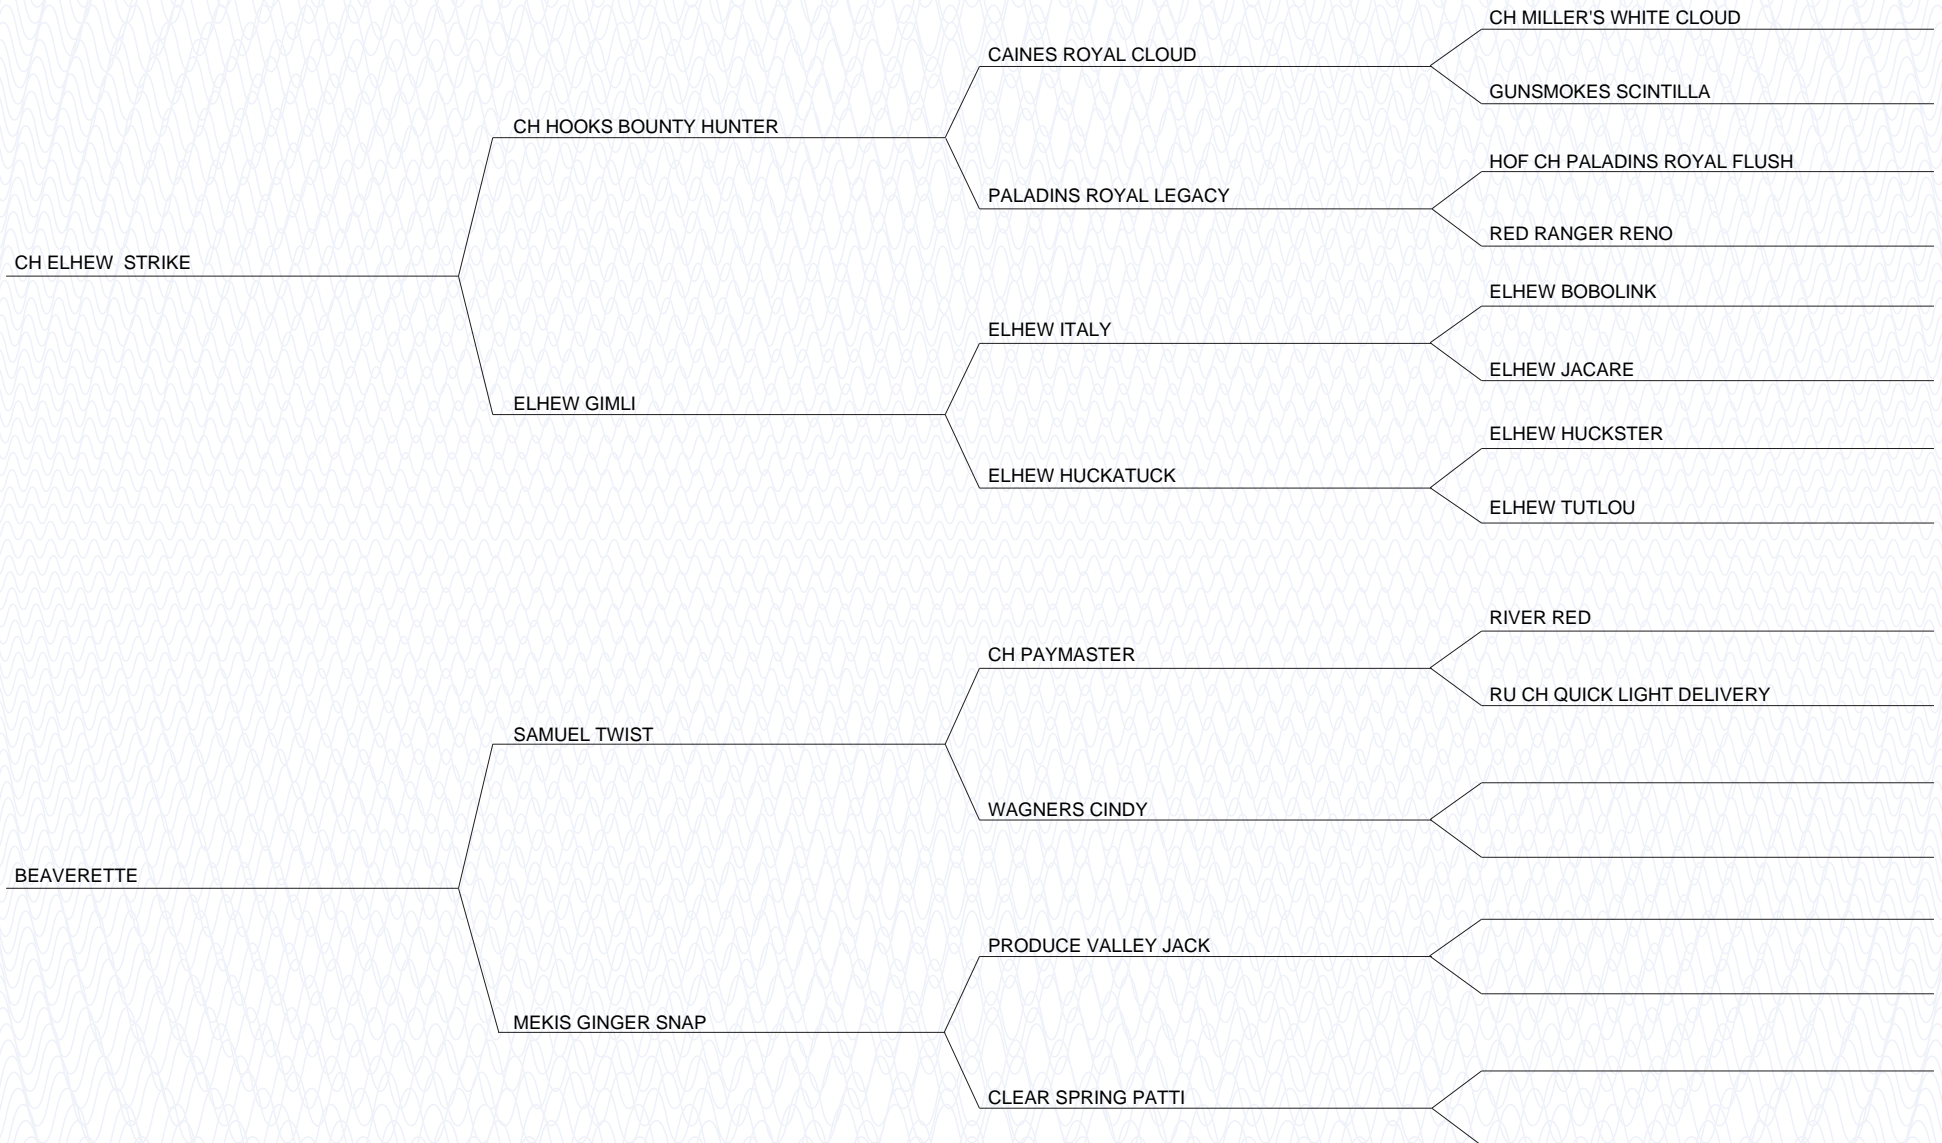 CH MILLER'S WHITE CLOUD
CAINES ROYAL CLOUD
GUNSMOKES SCINTILLA
CH HOOKS BOUNTY HUNTER
HOF CH PALADINS ROYAL FLUSH
PALADINS ROYAL LEGACY
RED RANGER RENO
CH ELHEW  STRIKE
ELHEW BOBOLINK
ELHEW ITALY
ELHEW JACARE
ELHEW GIMLI
ELHEW HUCKSTER
ELHEW HUCKATUCK
ELHEW TUTLOU
RIVER RED
CH PAYMASTER
RU CH QUICK LIGHT DELIVERY
SAMUEL TWIST
WAGNERS CINDY
BEAVERETTE
PRODUCE VALLEY JACK
MEKIS GINGER SNAP
CLEAR SPRING PATTI